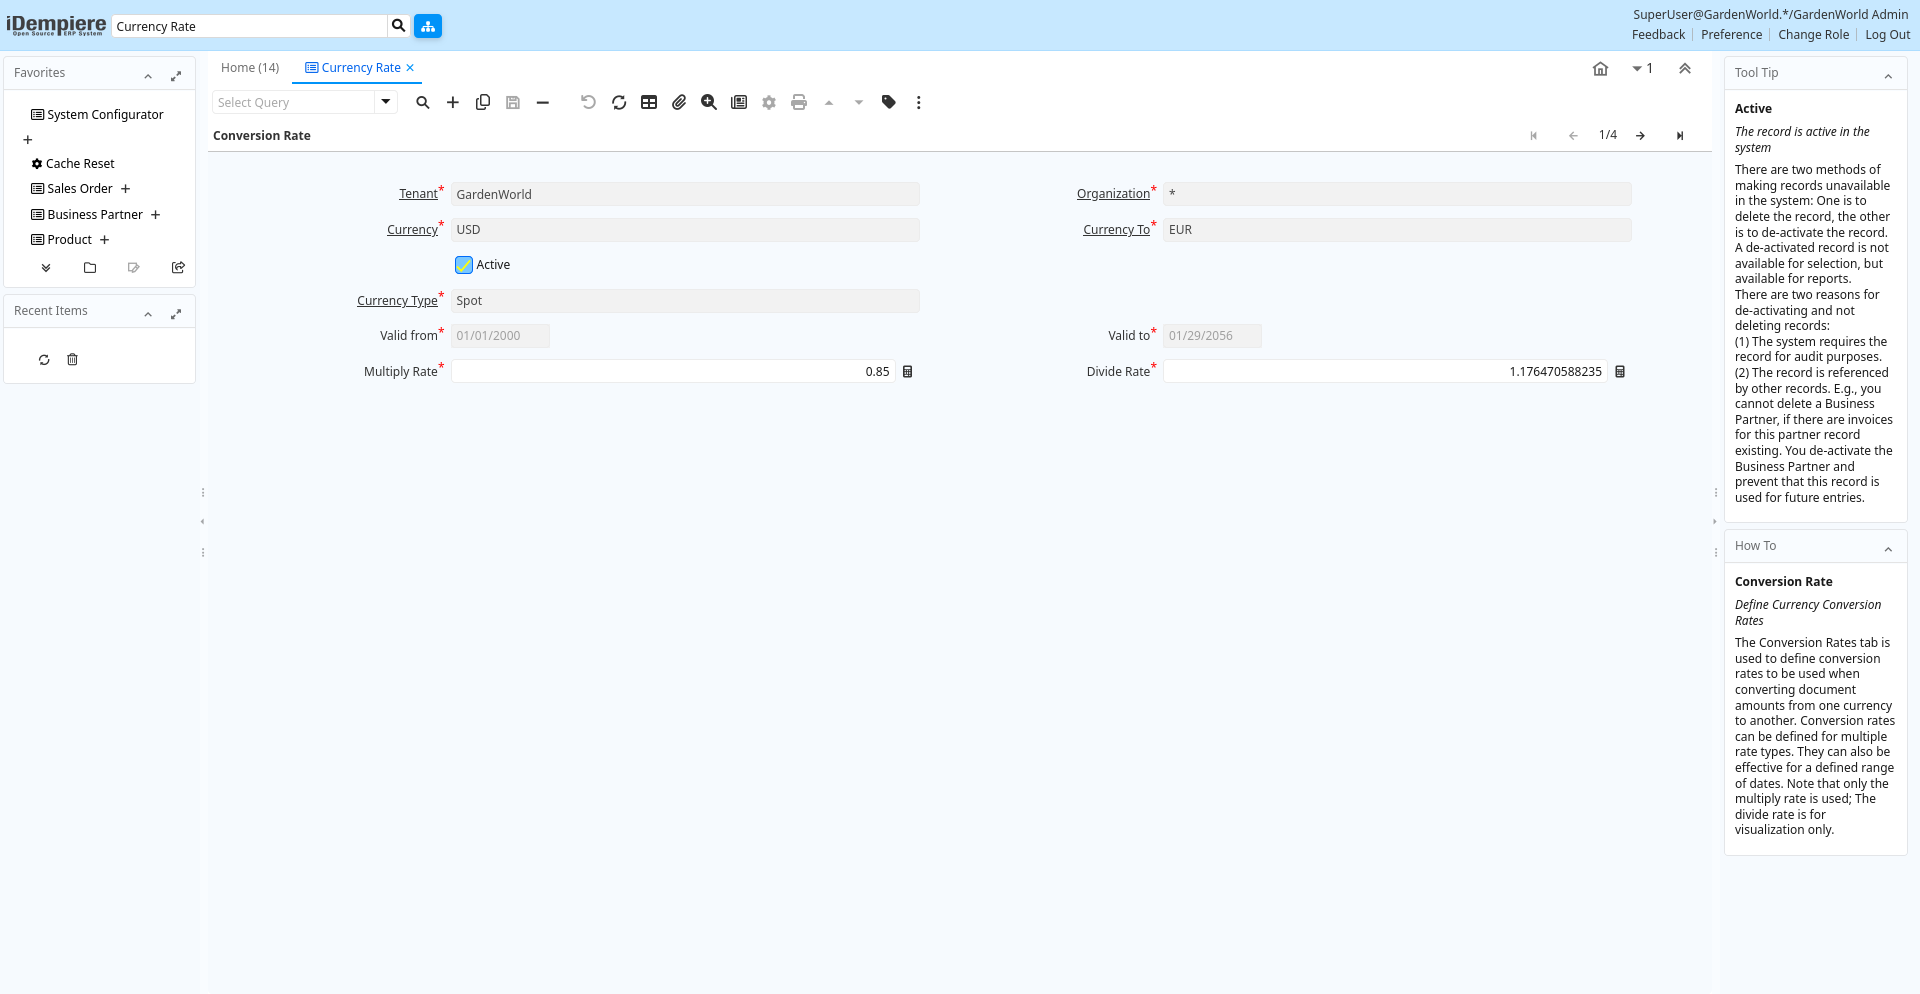 iDempiere
Open Source ERP System
Currency Rate
SuperUser@GardenWorld.*/GardenWorld Admin
Feedback
Preference
Change Role
Log Out
Favorites
System Configurator
Cache Reset
Sales Order
Business Partner
Product
Recent Items
Home (14)
Currency Rate
1
Select Query
Conversion Rate
1/4
Tenant*
GardenWorld
Organization*
*
Currency*
USD
Currency To*
EUR
Active
Currency Type*
Spot
Valid from*
01/01/2000
Valid to*
01/29/2056
Multiply Rate*
0.85
Divide Rate*
1.176470588235
Tool Tip
Active
The record is active in the
system
There are two methods of
making records unavailable
in the system: One is to
delete the record, the other
is to de-activate the record.
A de-activated record is not
available for selection, but
available for reports.
There are two reasons for
de-activating and not
deleting records:
(1) The system requires the
record for audit purposes.
(2) The record is referenced
by other records. E.g., you
cannot delete a Business
Partner, if there are invoices
for this partner record
existing. You de-activate the
Business Partner and
prevent that this record is
used for future entries.
How To
Conversion Rate
Define Currency Conversion
Rates
The Conversion Rates tab is
used to define conversion
rates to be used when
converting document
amounts from one currency
to another. Conversion rates
can be defined for multiple
rate types. They can also be
effective for a defined range
of dates. Note that only the
multiply rate is used; The
divide rate is for
visualization only.